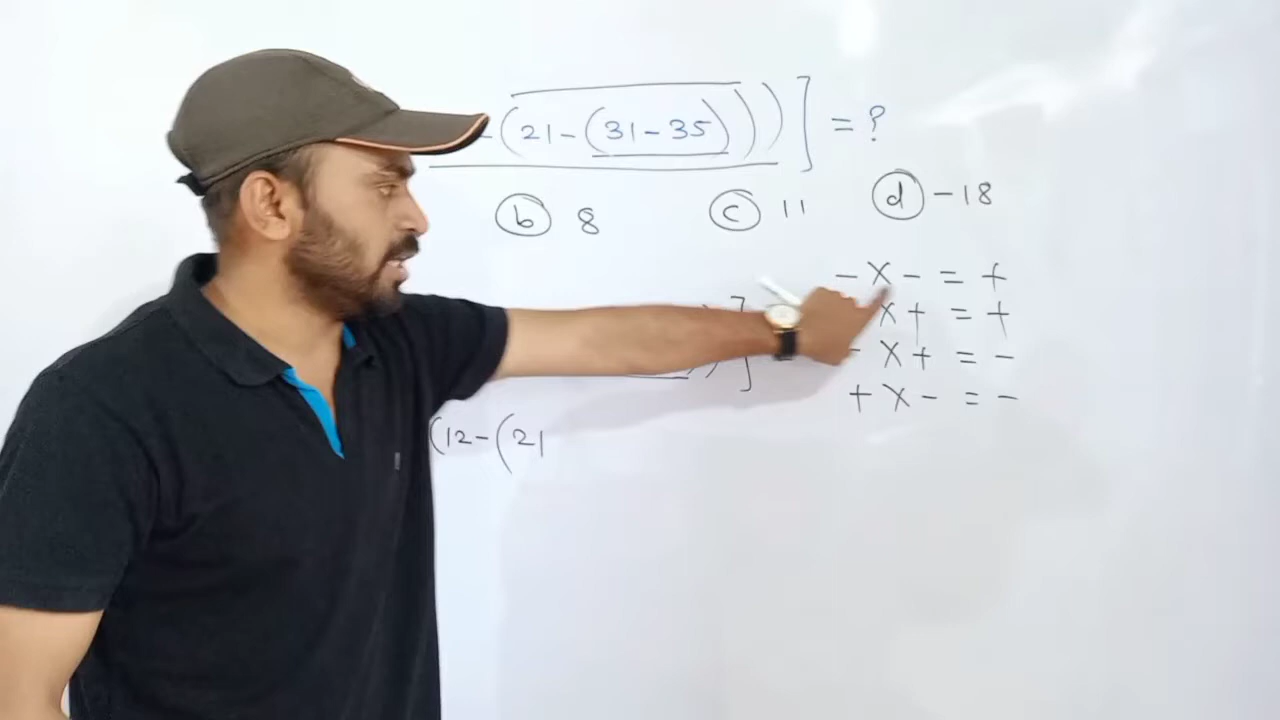 -(21-(31-35)))] = ?
(b) 8 (c) 11 (d) -18
- X - = +
X + = +
- X + = -
+ X - = -
))] =
(12-(21